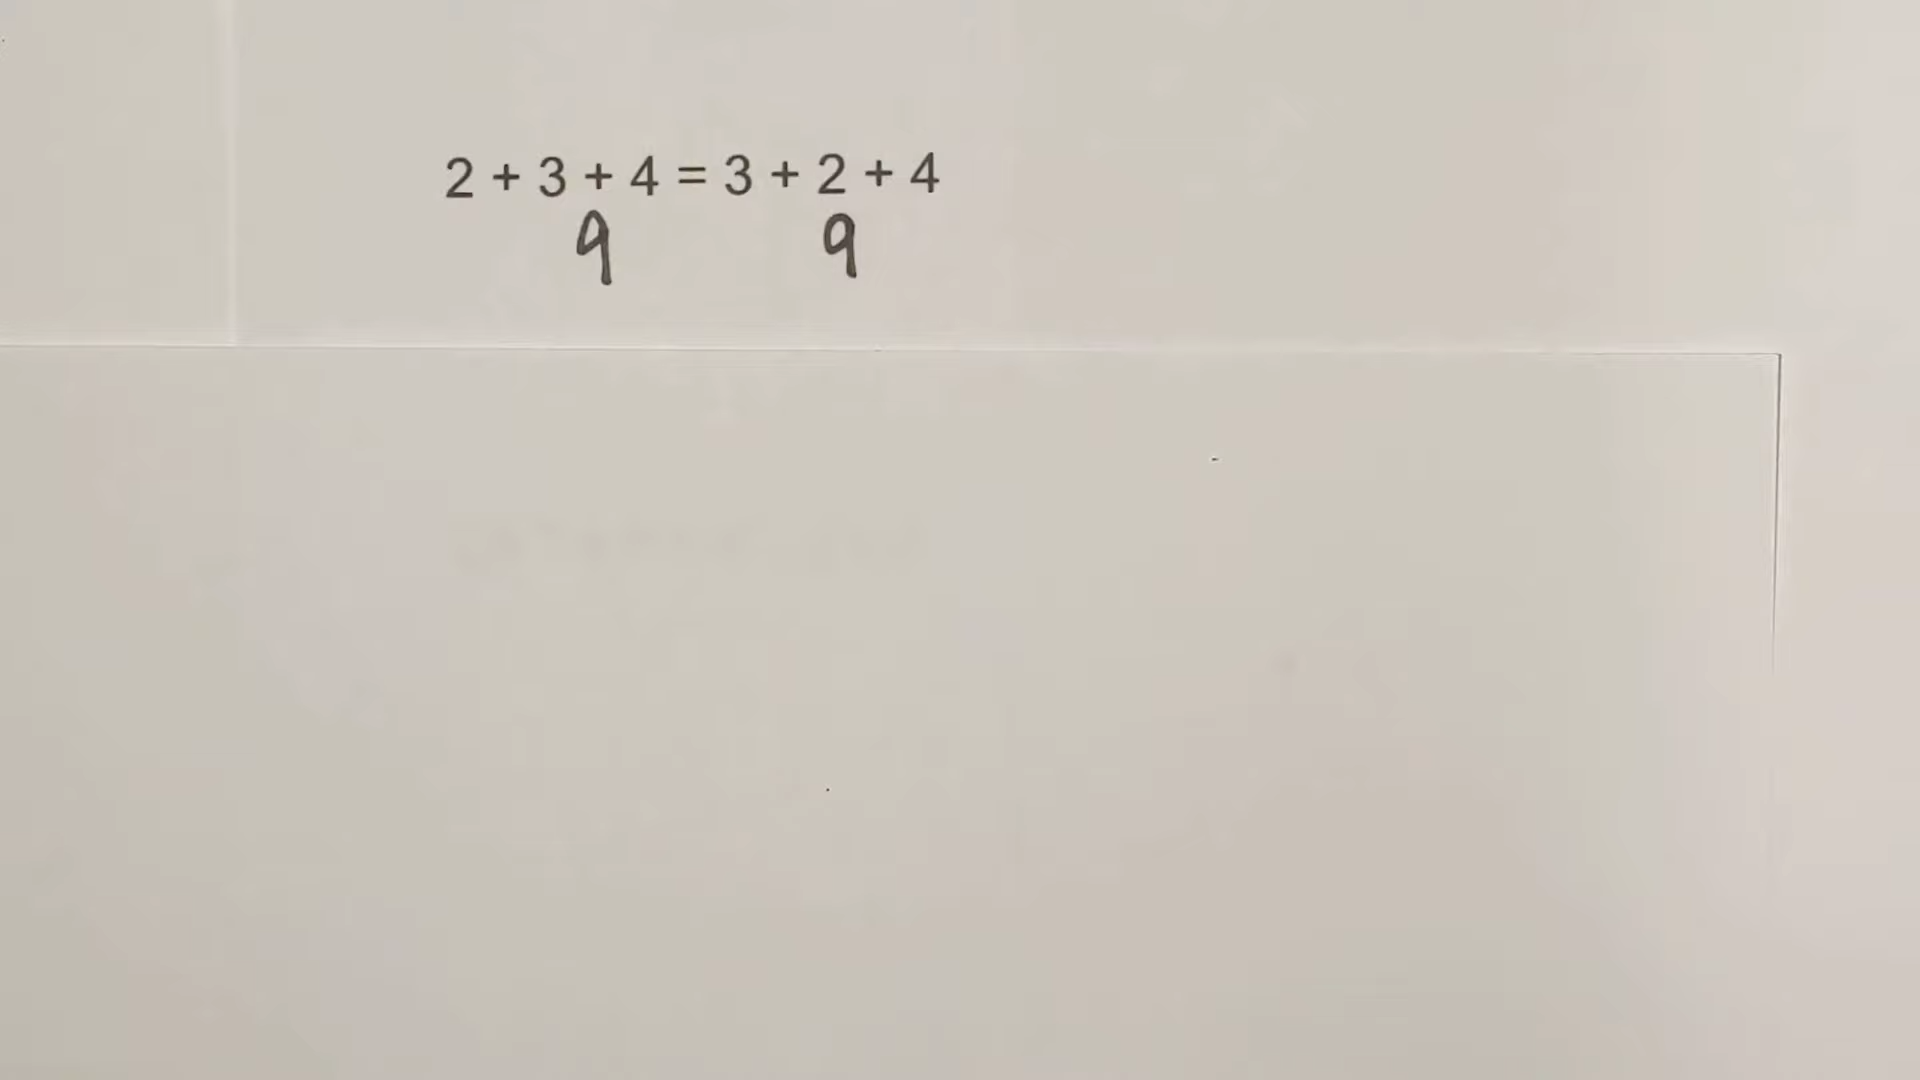 2 + 3 + 4 = 3 + 2 + 4
9 9